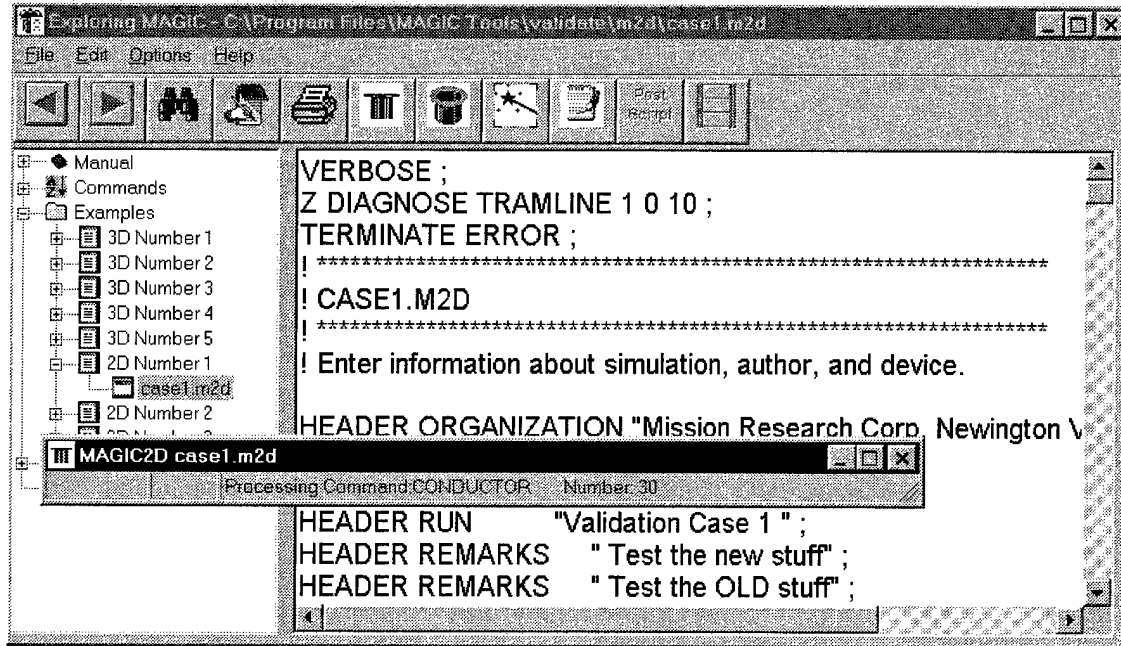 Exploring MAGIC - C:\Program Files\MAGIC Tools\validate\m2d\case1.m2d
File Edit Options Help
Post Script
Manual
Commands
Examples
3D Number 1
3D Number 2
3D Number 3
3D Number 4
3D Number 5
2D Number 1
case1.m2d
2D Number 2
VERBOSE ;
Z DIAGNOSE TRAMLINE 1 0 10 ;
TERMINATE ERROR ;
! *******************************************************************
! CASE1.M2D
! *******************************************************************
! Enter information about simulation, author, and device.
HEADER ORGANIZATION "Mission Research Corp, Newington V
MAGIC2D case1.m2d
Processing Command:CONDUCTOR Number: 30
HEADER RUN "Validation Case 1 " ;
HEADER REMARKS " Test the new stuff" ;
HEADER REMARKS " Test the OLD stuff" ;